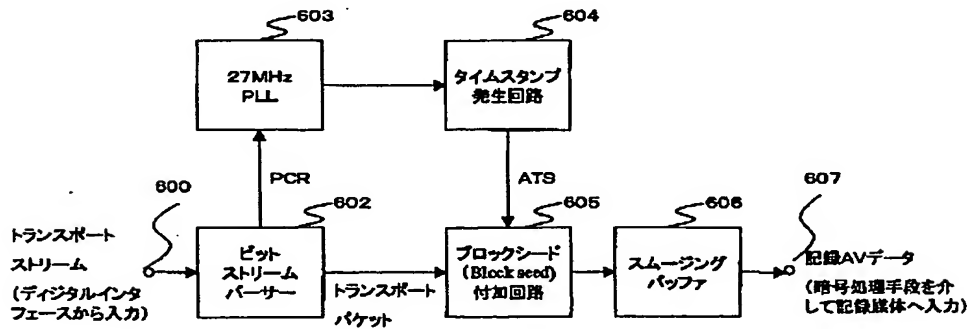 603
604
27MHz
PLL
タイムスタンプ
発生回路
600
PCR
602
ATS
605
606
607
トランスポート
ストリーム
(ディジタルインタ
フェースから入力)
ビット
ストリーム
パーサー
トランスポート
パケット
ブロックシード
(Block seed)
付加回路
スムージング
バッファ
記録AVデータ
(暗号処理手段を介
して記録媒体へ入力)